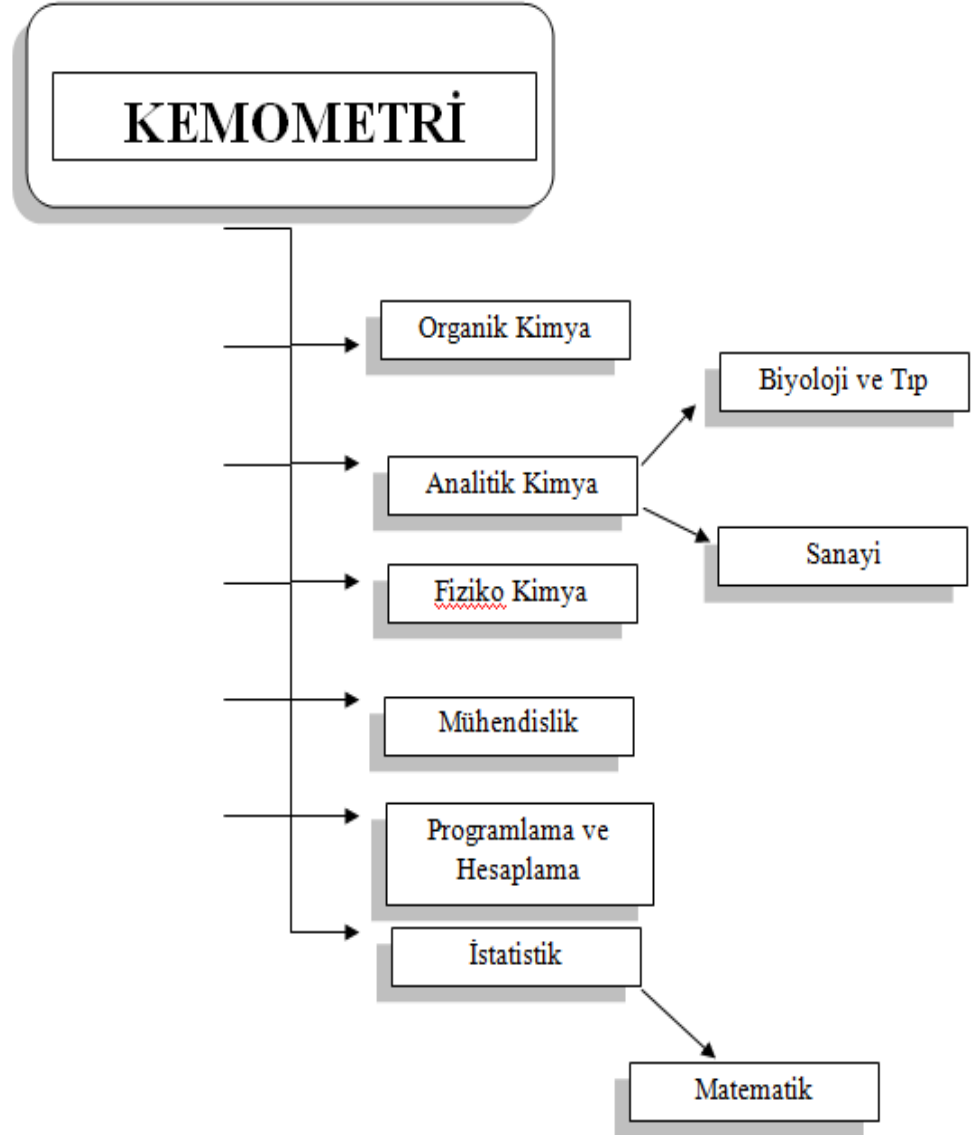 KEMOMETRİ
Organik Kimya
Biyoloji ve Tıp
Analitik Kimya
Sanayi
Fiziko Kimya
Mühendislik
Programlama ve
Hesaplama
İstatistik
Matematik